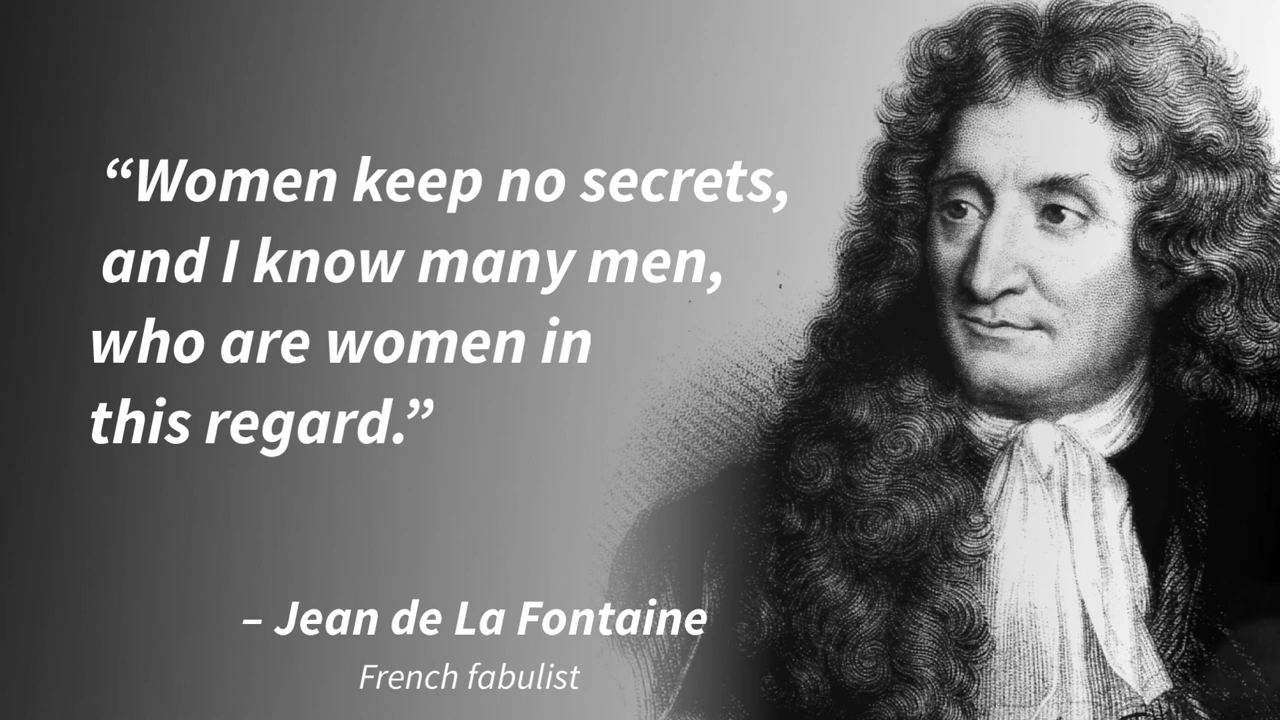 “Women keep no secrets,
and I know many men,
who are women in
this regard.”
– Jean de La Fontaine
French fabulist